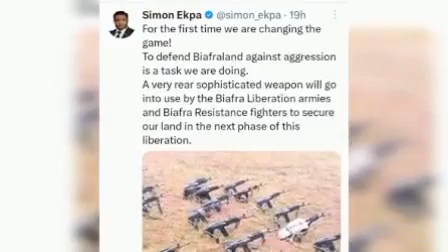 Simon Ekpa @simon_ekpa · 19h
For the first time we are changing the
game!
To defend Biafraland against aggression
is a task we are doing.
A very rear sophisticated weapon will go
into use by the Biafra Liberation armies
and Biafra Resistance fighters to secure
our land in the next phase of this
liberation.